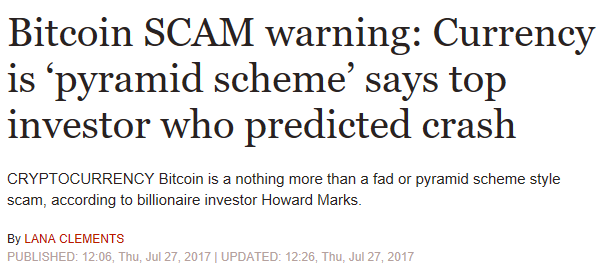 Bitcoin SCAM warning: Currency
is ‘pyramid scheme’ says top
investor who predicted crash
CRYPTOCURRENCY Bitcoin is a nothing more than a fad or pyramid scheme style
scam, according to billionaire investor Howard Marks.
By LANA CLEMENTS
PUBLISHED: 12:06, Thu, Jul 27, 2017 | UPDATED: 12:26, Thu, Jul 27, 2017